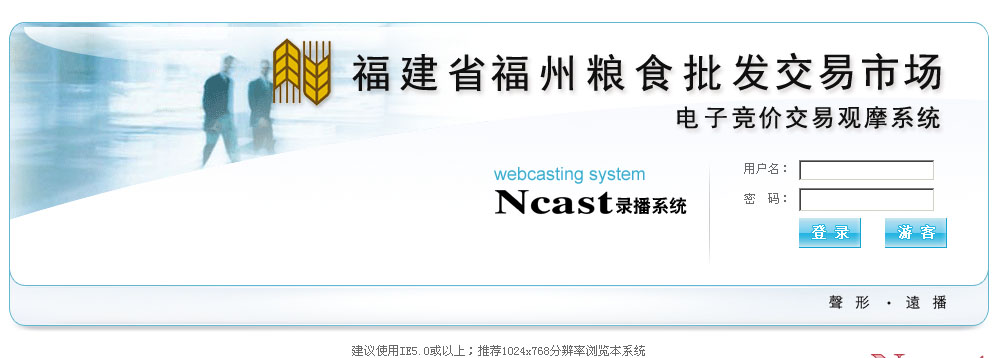 福建省福州粮食批发交易市场
电子竞价交易观摩系统
webcasting system
Ncast录播系统
用户名：
密 码：
登 录 游 客
聲 形 · 遠 播
建议使用IE5.0或以上；推荐1024x768分辨率浏览本系统